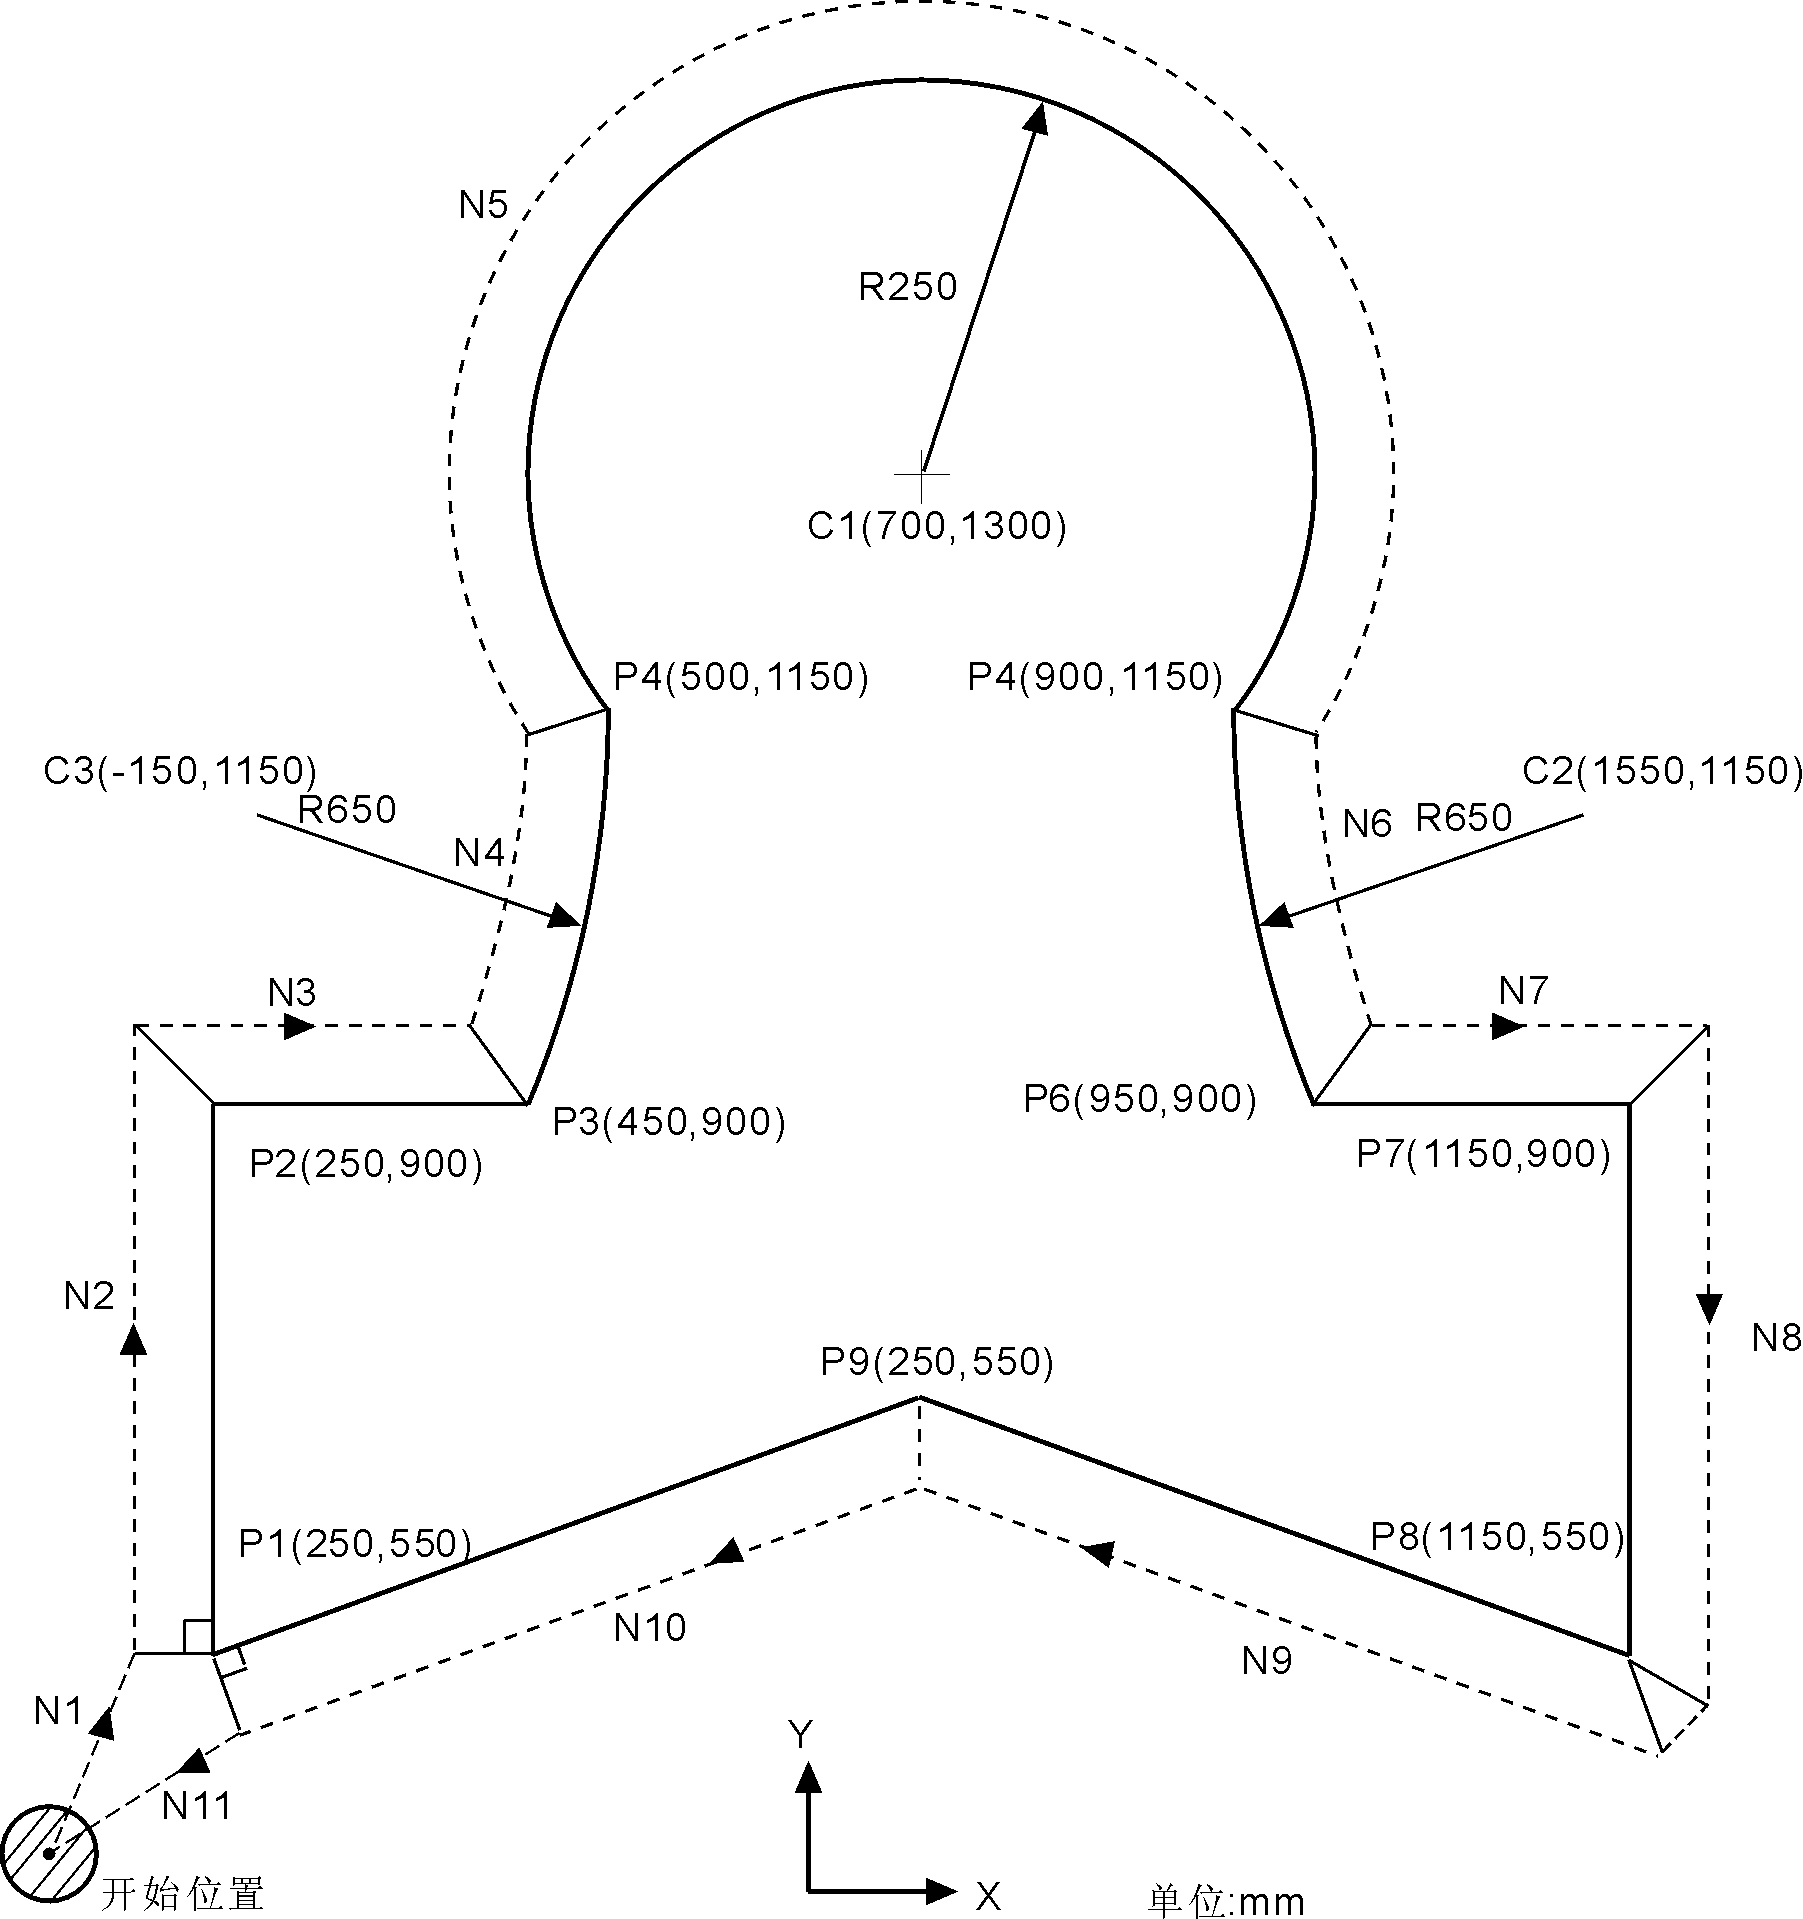 N5
R250
C1(700,1300)
P4(500,1150)
P4(900,1150)
C3(-150,1150)
R650
N4
C2(1550,1150)
N6
R650
N3
N7
P3(450,900)
P6(950,900)
P2(250,900)
P7(1150,900)
N2
N8
P9(250,550)
P1(250,550)
P8(1150,550)
N10
N9
N1
N11
Y
X
开始位置
单位:mm